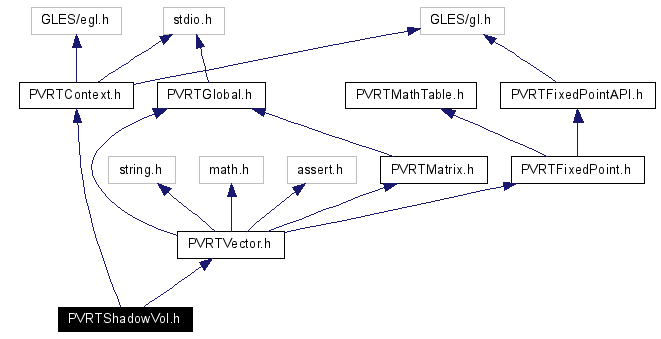 GLES/egl.h
stdio.h
GLES/gl.h
PVRTContext.h
PVRTGlobal.h
PVRTMathTable.h
PVRTFixedPointAPI.h
string.h
math.h
assert.h
PVRTMatrix.h
PVRTFixedPoint.h
PVRTVector.h
PVRTShadowVol.h